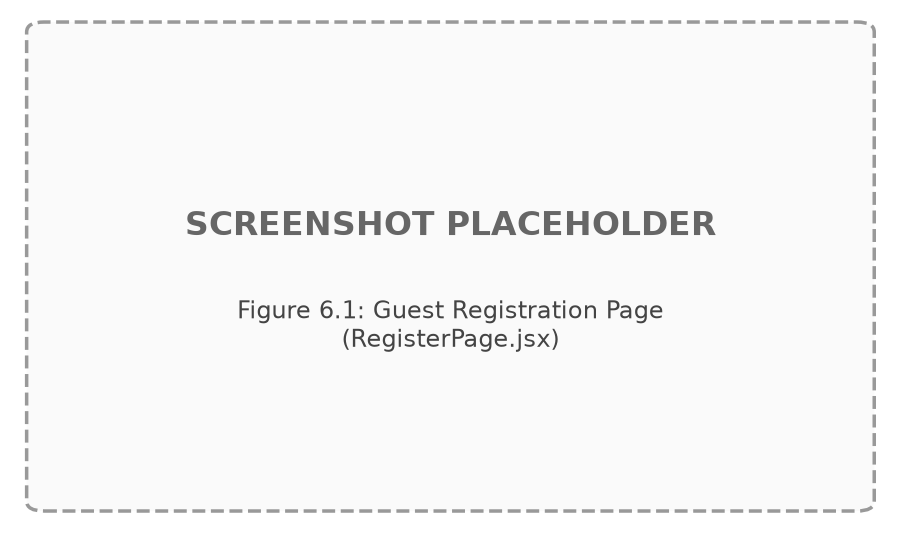 SCREENSHOT PLACEHOLDER
Figure 6.1: Guest Registration Page
(RegisterPage.jsx)